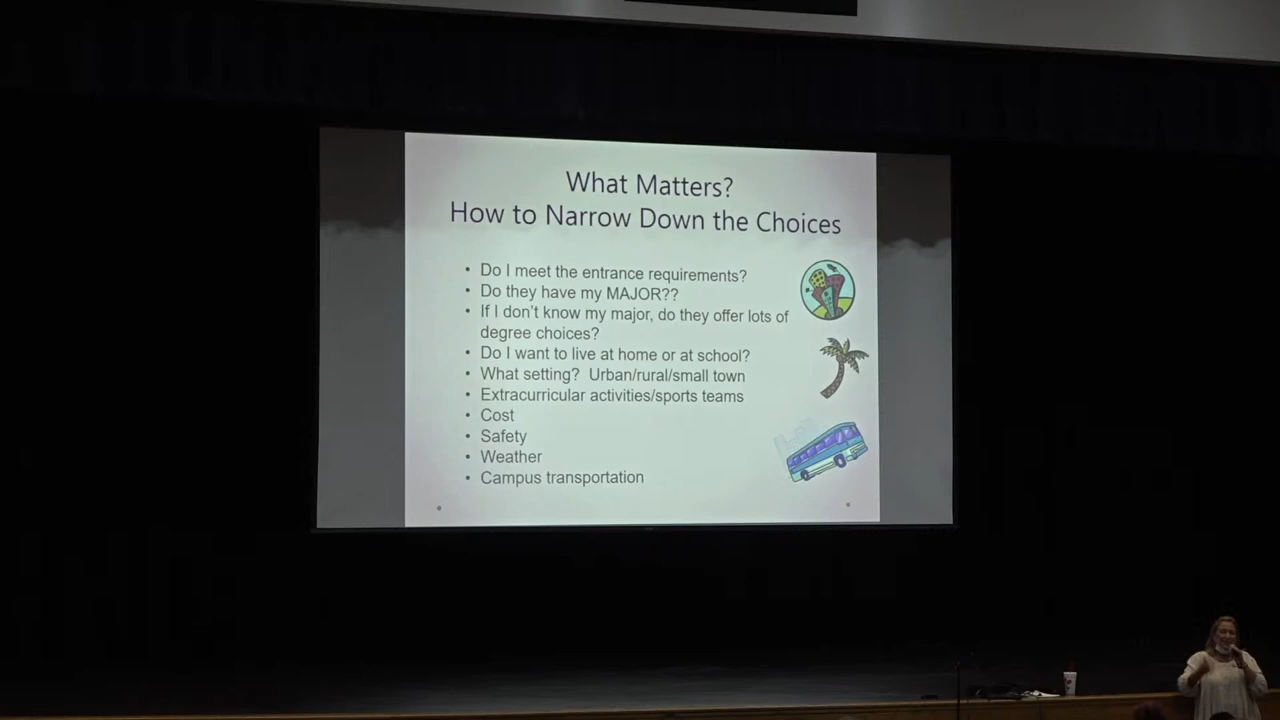 What Matters?
How to Narrow Down the Choices
• Do I meet the entrance requirements?
• Do they have my MAJOR??
• If I don't know my major, do they offer lots of
degree choices?
• Do I want to live at home or at school?
• What setting?  Urban/rural/small town
• Extracurricular activities/sports teams
• Cost
• Safety
• Weather
• Campus transportation